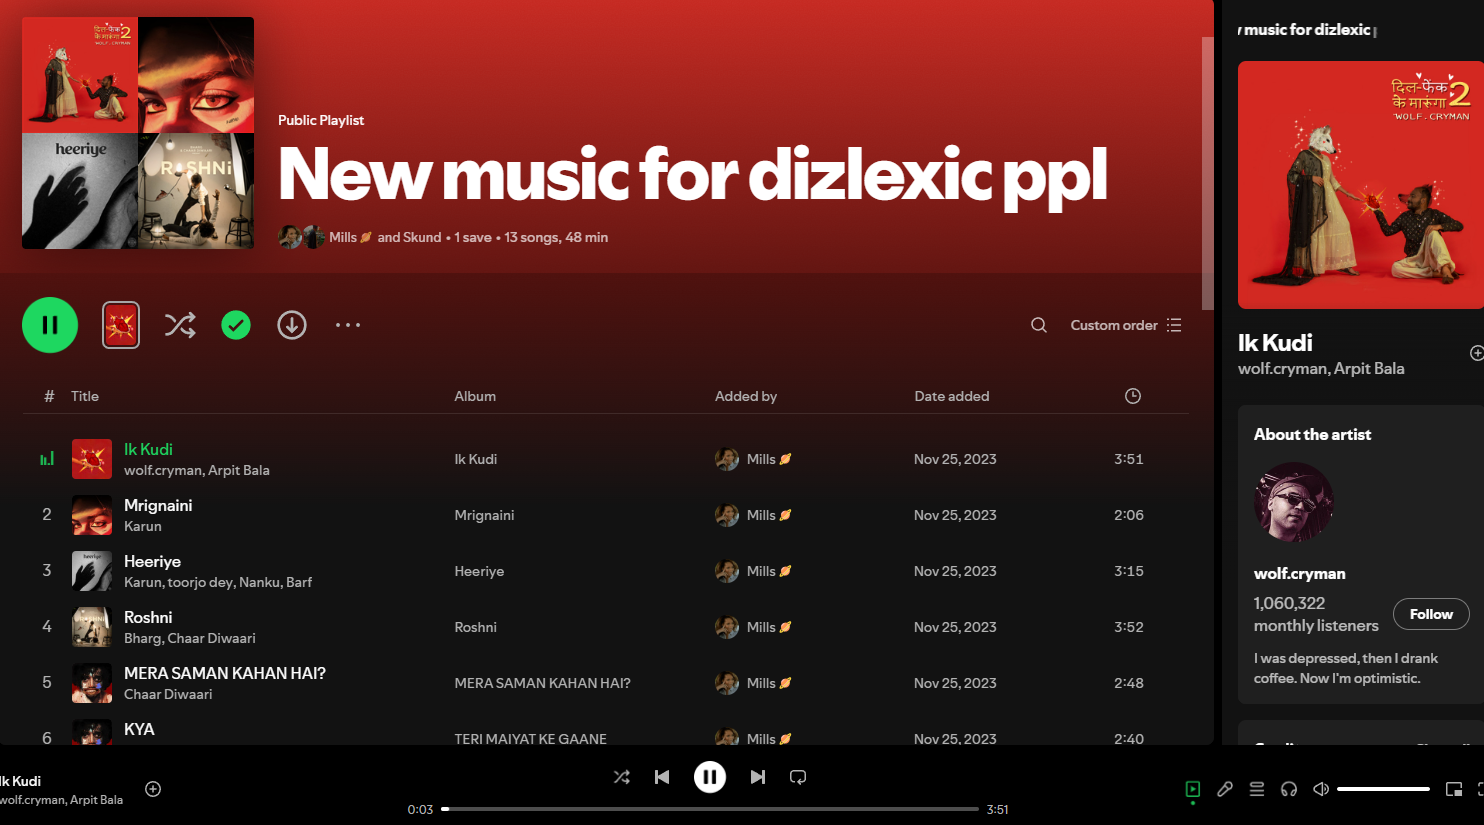 दिल-फेंक
के मारुंगा 2
WOLF . CRYMAN
heeriye
ROSHNi
Public Playlist
New music for dizlexic ppl
Mills 🪐 and Skund • 1 save • 13 songs, 48 min
Custom order
# Title Album Added by Date added
Ik Kudi
wolf.cryman, Arpit Bala
Ik Kudi Mills 🪐 Nov 25, 2023 3:51
2 Mrignaini
Karun
Mrignaini Mills 🪐 Nov 25, 2023 2:06
3 Heeriye
Karun, toorjo dey, Nanku, Barf
Heeriye Mills 🪐 Nov 25, 2023 3:15
4 Roshni
Bharg, Chaar Diwaari
Roshni Mills 🪐 Nov 25, 2023 3:52
5 MERA SAMAN KAHAN HAI?
Chaar Diwaari
MERA SAMAN KAHAN HAI? Mills 🪐 Nov 25, 2023 2:48
6 KYA
TERI MAIYAT KE GAANE Mills 🪐 Nov 25, 2023 2:40
music for dizlexic
दिल-फेंक
के मारुंगा 2
WOLF . CRYMAN
Ik Kudi
wolf.cryman, Arpit Bala
About the artist
wolf.cryman
1,060,322
monthly listeners
Follow
I was depressed, then I drank
coffee. Now I'm optimistic.
Ik Kudi
wolf.cryman, Arpit Bala
0:03 3:51